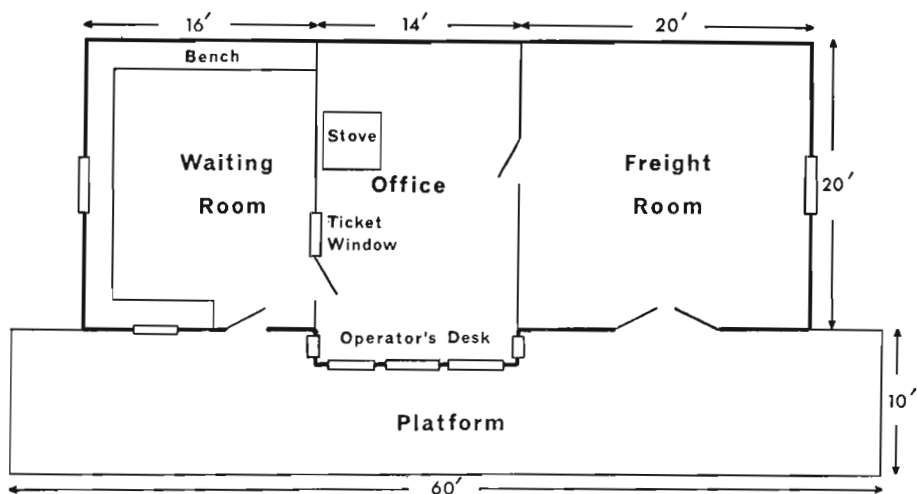 16′
14′
20′
Bench
Stove
Waiting
Room
Office
Freight
Room
20′
Ticket
Window
Operator's Desk
Platform
10′
60′